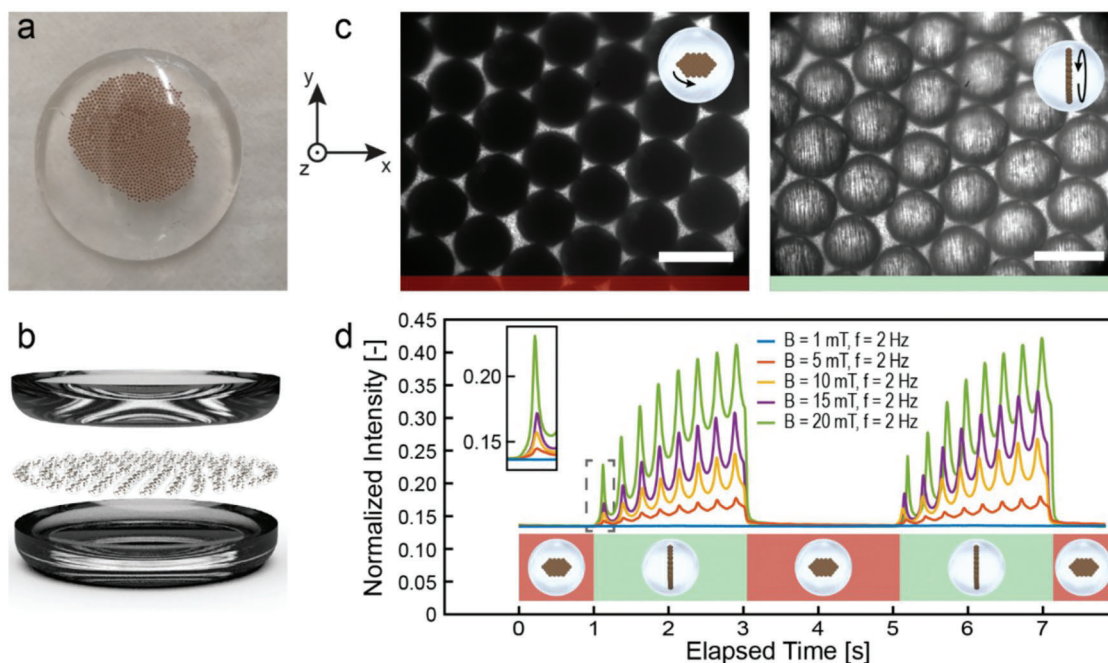 a
c
y
z
x
b
d
Normalized Intensity [-]
0.45
0.40
0.35
0.30
0.25
0.20
0.15
0.10
0.05
0
0.20
0.15
B = 1 mT, f = 2 Hz
B = 5 mT, f = 2 Hz
B = 10 mT, f = 2 Hz
B = 15 mT, f = 2 Hz
B = 20 mT, f = 2 Hz
0 1 2 3 4 5 6 7
Elapsed Time [s]